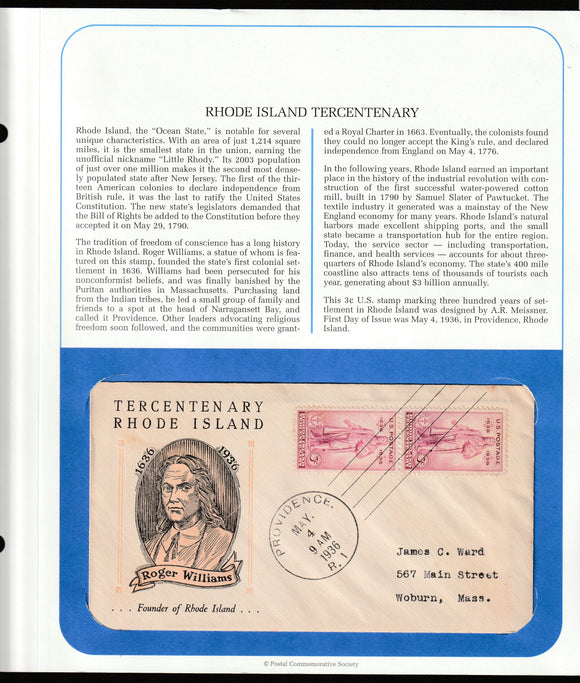 RHODE ISLAND TERCENTENARY
Rhode Island, the "Ocean State," is notable for several
unique characteristics. With an area of just 1,214 square
miles, it is the smallest state in the union, earning the
unofficial nickname "Little Rhody." Its 2003 population
of just over one million makes it the second most dense-
ly populated state after New Jersey. The first of the thir-
teen American colonies to declare independence from
British rule, it was the last to ratify the United States
Constitution. The new state's legislators demanded that
the Bill of Rights be added to the Constitution before they
accepted it on May 29, 1790.
The tradition of freedom of conscience has a long history
in Rhode Island. Roger Williams, a statue of whom is fea-
tured on this stamp, founded the state's first colonial set-
tlement in 1636. Williams had been persecuted for his
nonconformist beliefs, and was finally banished by the
Puritan authorities in Massachusetts. Purchasing land
from the Indian tribes, he led a small group of family and
friends to a spot at the head of Narragansett Bay, and
called it Providence. Other leaders advocating religious
freedom soon followed, and the communities were grant-
ed a Royal Charter in 1663. Eventually, the colonists found
they could no longer accept the King's rule, and declared
independence from England on May 4, 1776.
In the following years, Rhode Island earned an important
place in the history of the industrial revolution with con-
struction of the first successful water-powered cotton
mill, built in 1790 by Samuel Slater of Pawtucket. The
textile industry it generated was a mainstay of the New
England economy for many years. Rhode Island's natural
harbors made excellent shipping ports, and the small
state became a transportation hub for the entire region.
Today, the service sector — including transportation,
finance, and health services — accounts for about three-
quarters of Rhode Island's economy. The state's 400 mile
coastline also attracts tens of thousands of tourists each
year, generating about $3 billion annually.
This 3c U.S. stamp marking three hundred years of set-
tlement in Rhode Island was designed by A.R. Meissner.
First Day of Issue was May 4, 1936, in Providence, Rhode
Island.
TERCENTENARY
RHODE ISLAND
1636 1936
Roger Williams
. . . Founder of Rhode Island . . .
U.S. POSTAGE
1636
1936
3c
U.S. POSTAGE
1636
1936
3c
PROVIDENCE,
MAY.
4
9 AM
1936
R. I
James C. Ward
567 Main Street
Woburn, Mass.
© Postal Commemorative Society